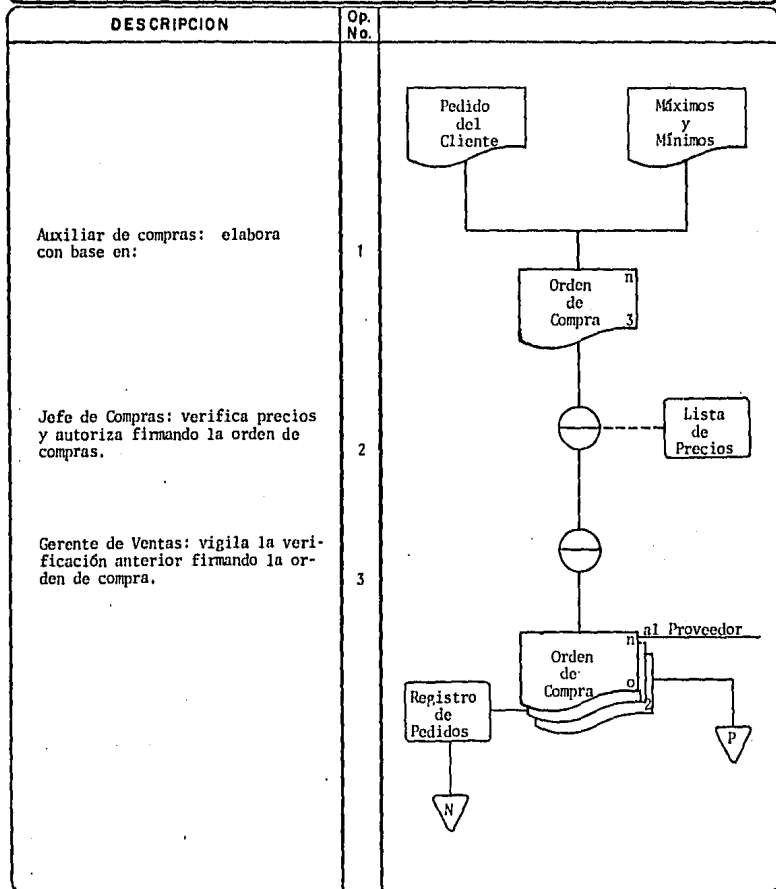 DESCRIPCION
Op.
No.
Pedido
del
Cliente
Máximos
y
Mínimos
Auxiliar de compras: elabora
con base en:
1
Orden
de
Compra
n
3
Jefe de Compras: verifica precios
y autoriza firmando la orden de
compras.
2
Lista
de
Precios
Gerente de Ventas: vigila la veri-
ficación anterior firmando la or-
den de compra.
3
al Proveedor
Orden
de
Compra
n
o
2
Registro
de
Pedidos
P
N